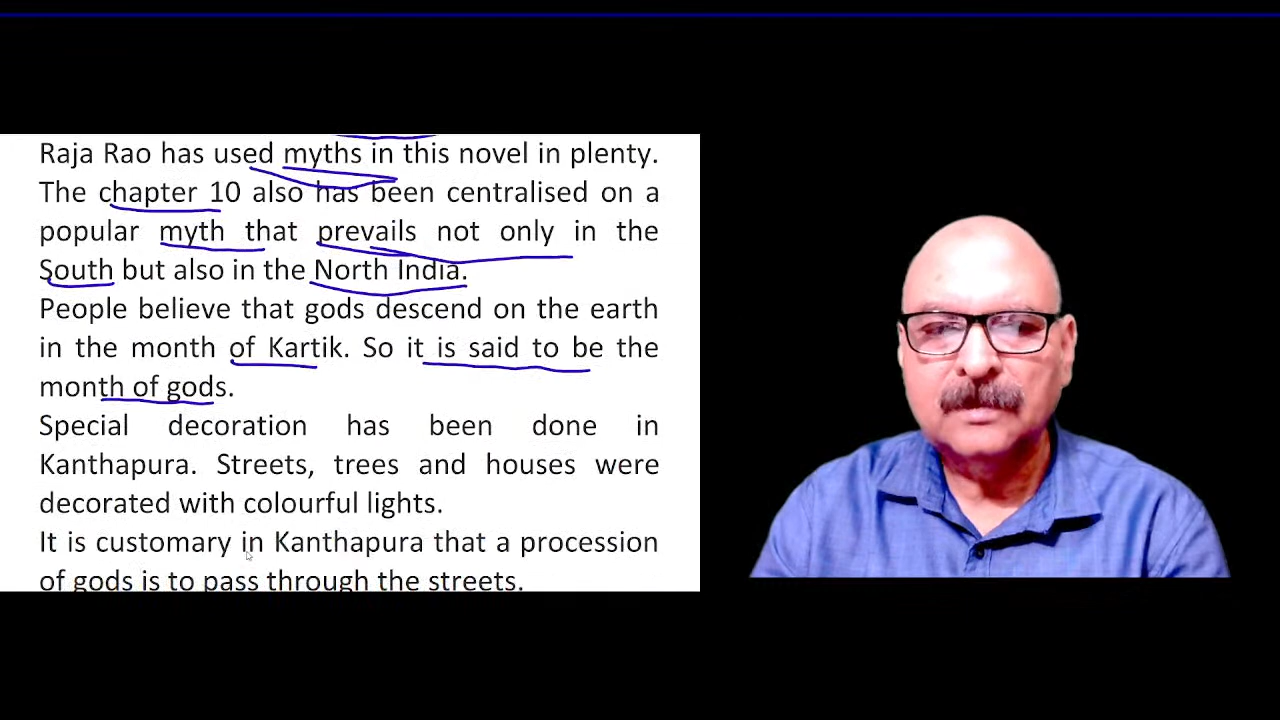 Raja Rao has used myths in this novel in plenty.
The chapter 10 also has been centralised on a
popular myth that prevails not only in the
South but also in the North India.
People believe that gods descend on the earth
in the month of Kartik. So it is said to be the
month of gods.
Special decoration has been done in
Kanthapura. Streets, trees and houses were
decorated with colourful lights.
It is customary in Kanthapura that a procession
of gods is to pass through the streets.